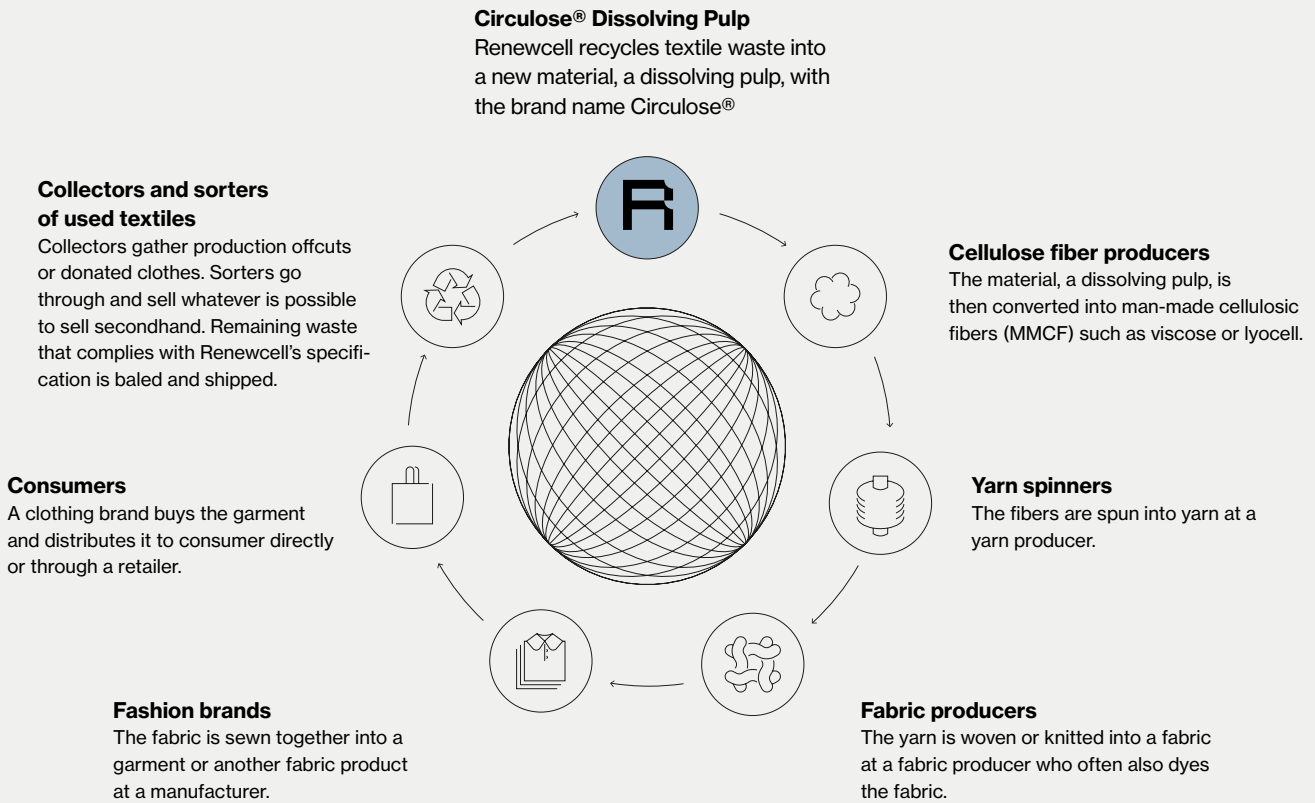 Circulose® Dissolving Pulp
Renewcell recycles textile waste into
a new material, a dissolving pulp, with
the brand name Circulose®
R
Cellulose fiber producers
The material, a dissolving pulp, is
then converted into man-made cellulosic
fibers (MMCF) such as viscose or lyocell.
Yarn spinners
The fibers are spun into yarn at a
yarn producer.
Fabric producers
The yarn is woven or knitted into a fabric
at a fabric producer who often also dyes
the fabric.
Fashion brands
The fabric is sewn together into a
garment or another fabric product
at a manufacturer.
Consumers
A clothing brand buys the garment
and distributes it to consumer directly
or through a retailer.
Collectors and sorters
of used textiles
Collectors gather production offcuts
or donated clothes. Sorters go
through and sell whatever is possible
to sell secondhand. Remaining waste
that complies with Renewcell’s specifi-
cation is baled and shipped.